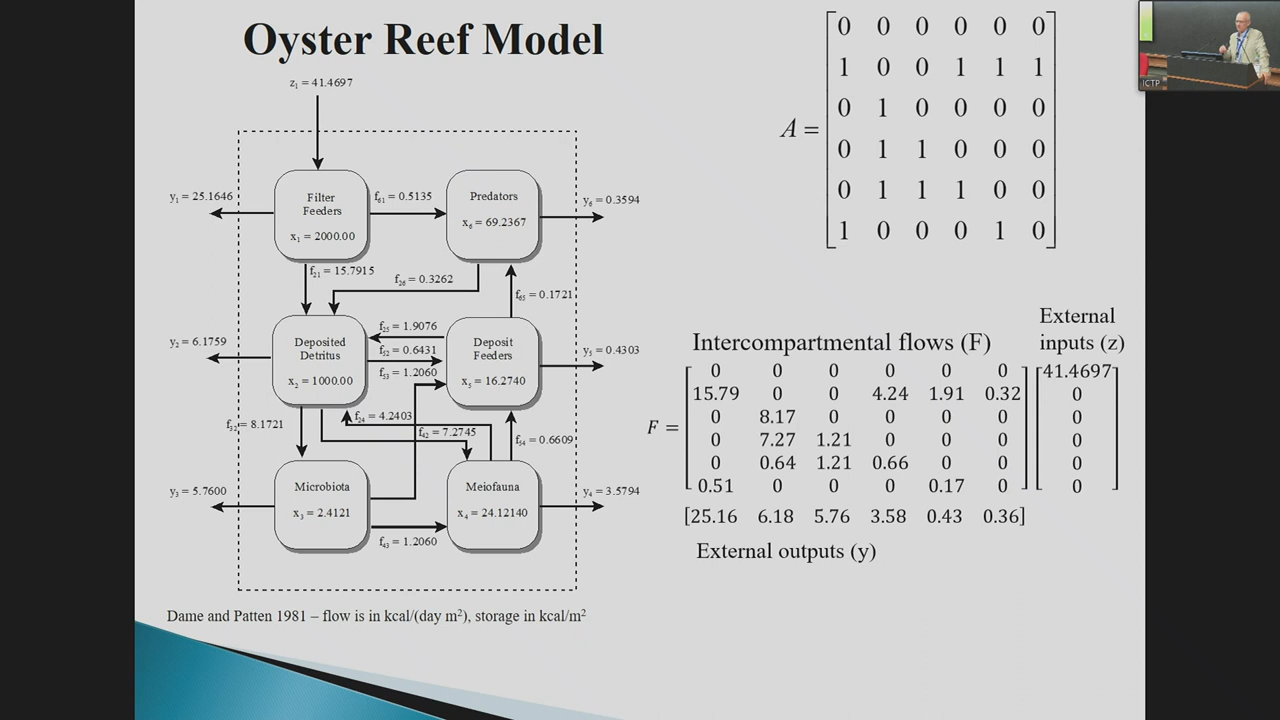 Oyster Reef Model
z₁ = 41.4697
y₁ = 25.1646
Filter
Feeders
x₁ = 2000.00
f₆₁ = 0.5135
Predators
x₆ = 69.2367
y₆ = 0.3594
f₂₁ = 15.7915
f₂₆ = 0.3262
f₆₅ = 0.1721
y₂ = 6.1759
Deposited
Detritus
x₂ = 1000.00
f₂₅ = 1.9076
f₅₂ = 0.6431
f₅₃ = 1.2060
Deposit
Feeders
x₅ = 16.2740
y₅ = 0.4303
f₃₂ = 8.1721
f₂₄ = 4.2403
f₄₂ = 7.2745
f₅₄ = 0.6609
y₃ = 5.7600
Microbiota
x₃ = 2.4121
f₄₃ = 1.2060
Meiofauna
x₄ = 24.12140
y₄ = 3.5794
Dame and Patten 1981 – flow is in kcal/(day m²), storage in kcal/m²
A =
0 0 0 0 0 0
1 0 0 1 1 1
0 1 0 0 0 0
0 1 1 0 0 0
0 1 1 1 0 0
1 0 0 0 1 0
Intercompartmental flows (F)
External
inputs (z)
F =
0 0 0 0 0 0
15.79 0 0 4.24 1.91 0.32
0 8.17 0 0 0 0
0 7.27 1.21 0 0 0
0 0.64 1.21 0.66 0 0
0.51 0 0 0 0.17 0
41.4697
0
0
0
0
0
[25.16 6.18 5.76 3.58 0.43 0.36]
External outputs (y)
ICTP